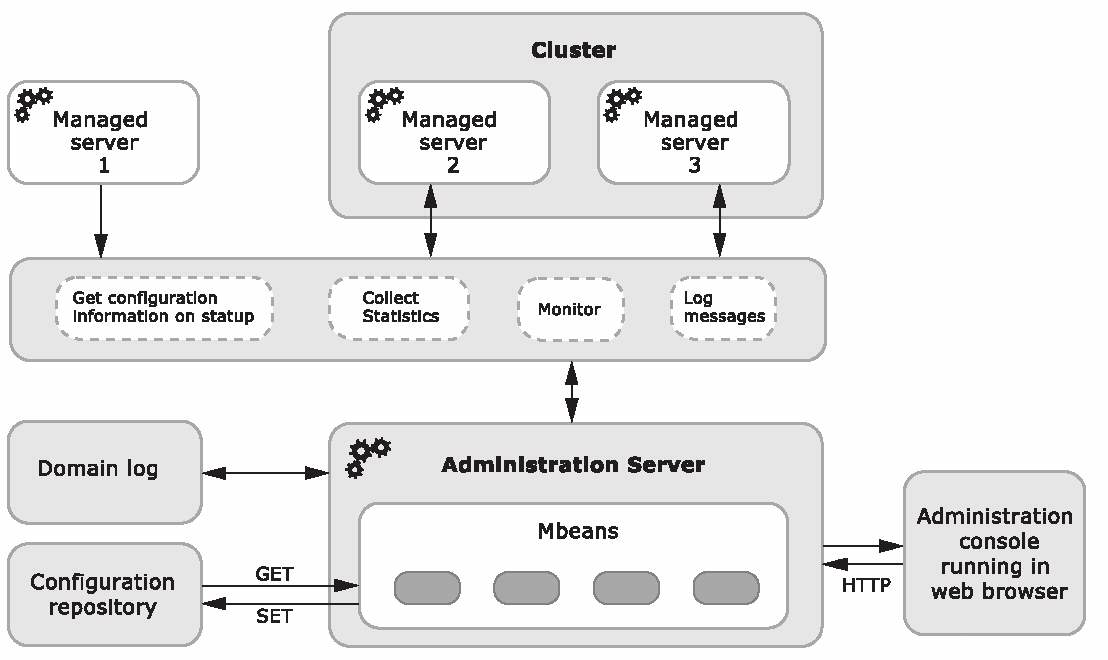 Cluster
Managed
server
1
Managed
server
2
Managed
server
3
Get configuration
information on statup
Collect
Statistics
Monitor
Log
messages
Domain log
Administration Server
Mbeans
Configuration
repository
GET
SET
HTTP
Administration
console
running in
web browser